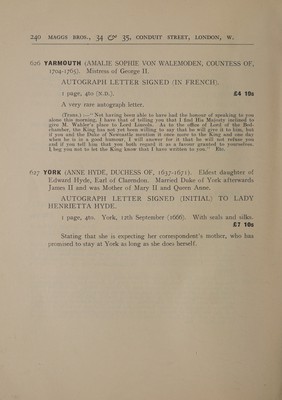 240 MAGGS BROS., 34 & 35, CONDUIT STREET, LONDON, W.
626 YARMOUTH (AMALIE SOPHIE VON WALEMODEN, COUNTESS OF,
1704-1765). Mistress of George II.
AUTOGRAPH LETTER SIGNED (IN FRENCH).
1 page, 4to (N.D.). £4 10s
A very rare autograph letter.
(Trans.) :—"Not having been able to have had the honour of speaking to you
alone this morning, I have that of telling you that I find His Majesty inclined to
give M. Walder's place to Lord Lincoln. As to the office of Lord of the Bed-
chamber, the King has not yet been willing to say that he will give it to him, but
if you and the Duke of Newcastle mention it once more to the King and one day
when he is in a good humour, I will answer for it that he will not refuse you
and if you tell him that you both regard it as a favour granted to yourselves.
I beg you not to let the King know that I have written to you." Etc.
627 YORK (ANNE HYDE, DUCHESS OF, 1637-1671). Eldest daughter of
Edward Hyde, Earl of Clarendon. Married Duke of York afterwards
James II and was Mother of Mary II and Queen Anne.
AUTOGRAPH LETTER SIGNED (INITIAL) TO LADY
HENRIETTA HYDE.
1 page, 4to. York, 12th September (1666). With seals and silks.
£7 10s
Stating that she is expecting her correspondent's mother, who has
promised to stay at York as long as she does herself.